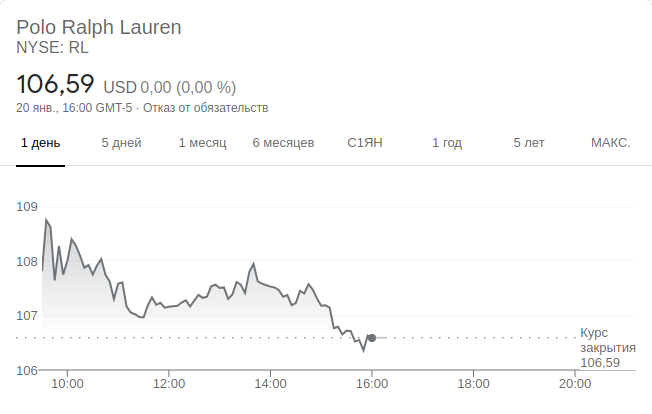 Polo Ralph Lauren
NYSE: RL
106,59 USD 0,00 (0,00 %)
20 янв., 16:00 GMT-5 · Отказ от обязательств
1 день 5 дней 1 месяц 6 месяцев С1ЯН 1 год 5 лет МАКС.
109
108
107
106
Курс
закрытия
106,59
10:00 12:00 14:00 16:00 18:00 20:00